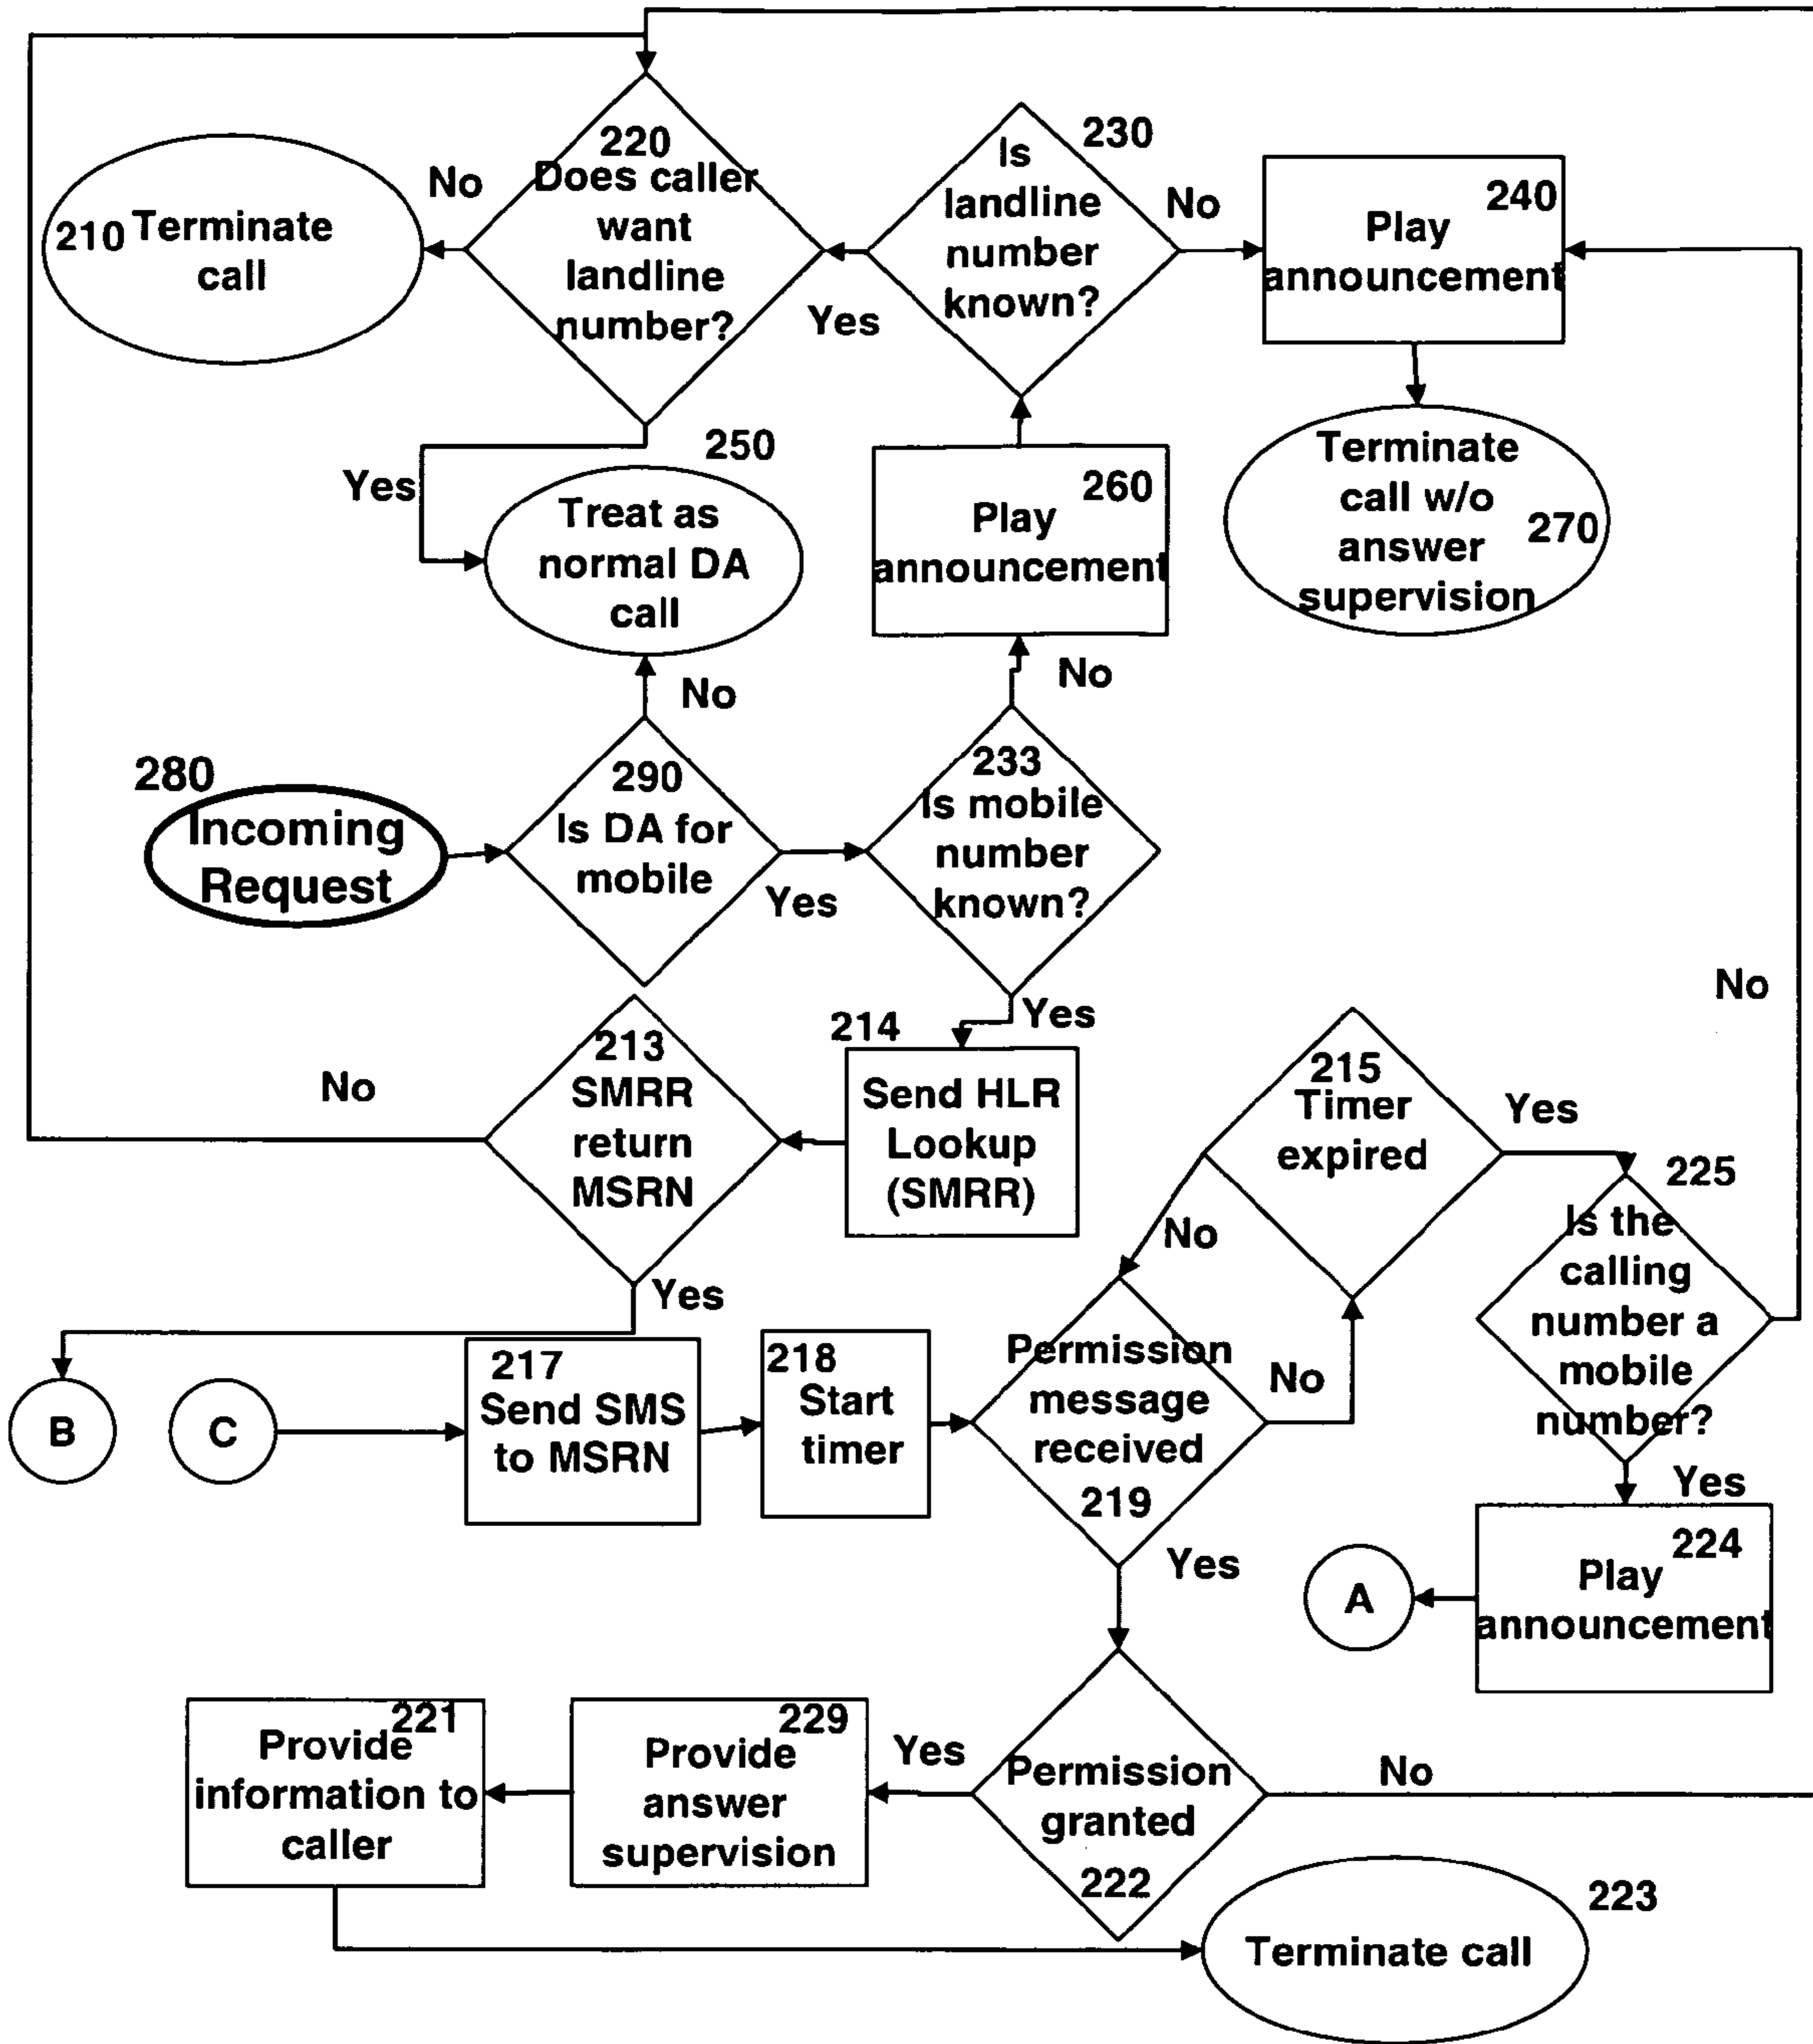 220
Does caller
want
landline
number?
No
210 Terminate
call
230
Is
landline
number
known?
No
Yes
240
Play
announcement
Yes
250
Treat as
normal DA
call
260
Play
announcement
Terminate
call w/o
answer
supervision
270
No
No
280
Incoming
Request
290
Is DA for
mobile
Yes
233
Is mobile
number
known?
Yes
No
213
SMRR
return
MSRN
No
214
Send HLR
Lookup
(SMRR)
215
Timer
expired
Yes
No
225
Is the
calling
number a
mobile
number?
Yes
B
C
217
Send SMS
to MSRN
218
Start
timer
Permission
message
received
219
No
Yes
Yes
A
224
Play
announcement
221
Provide
information to
caller
229
Provide
answer
supervision
Yes
Permission
granted
222
No
223
Terminate call